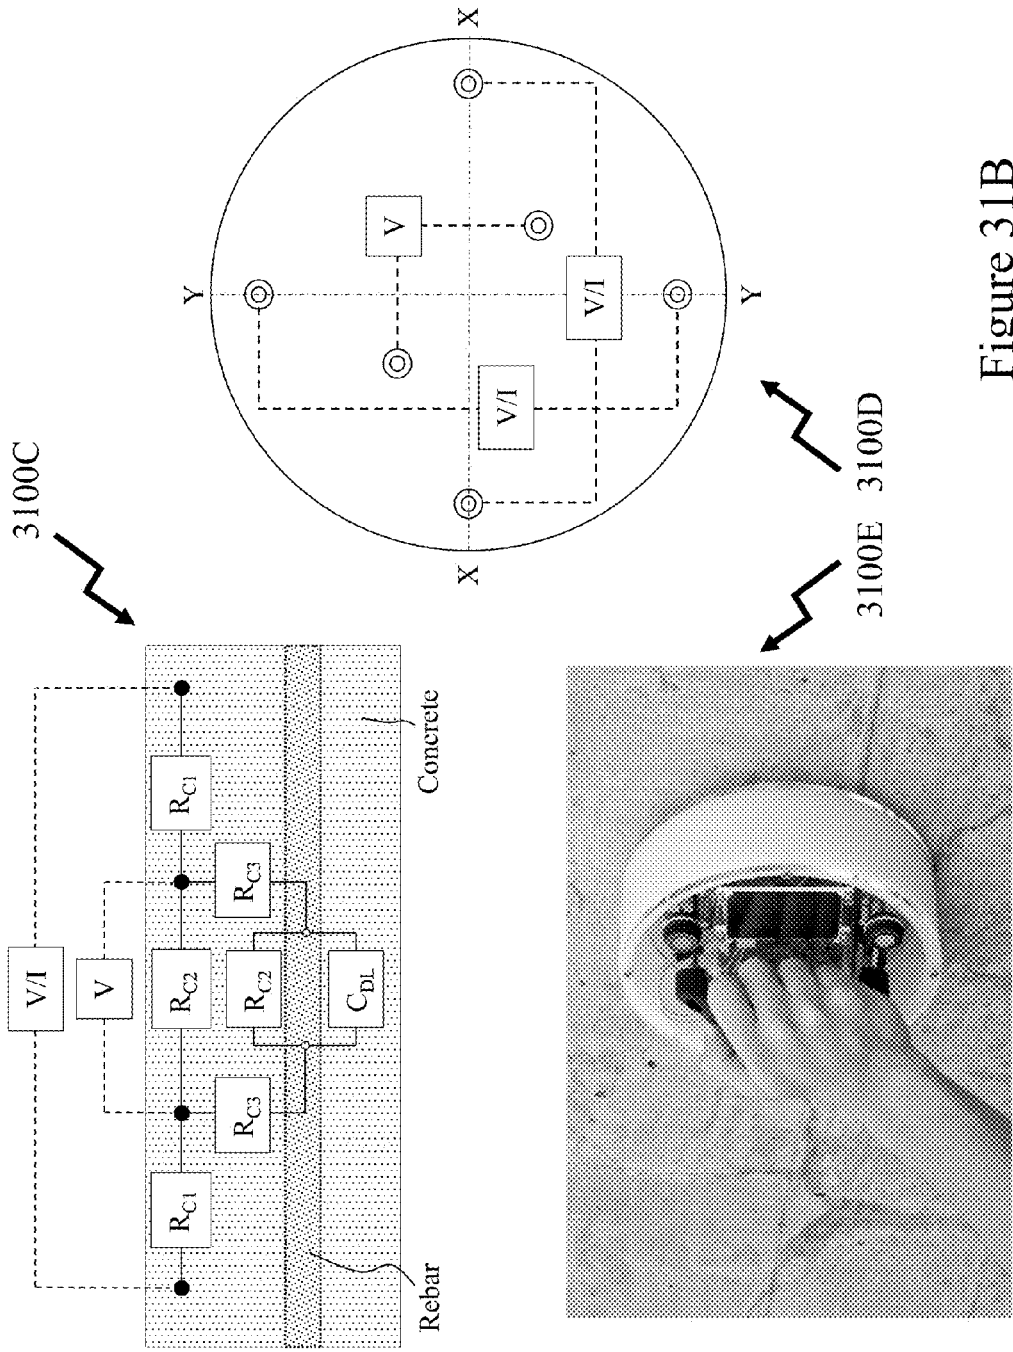 3100C
V/I
V
R_C1
R_C2
R_C1
R_C3
R_C3
R_C2
C_DL
Rebar
Concrete
Y
X
X
Y
V
V/I
V/I
3100E
3100D
Figure 31B